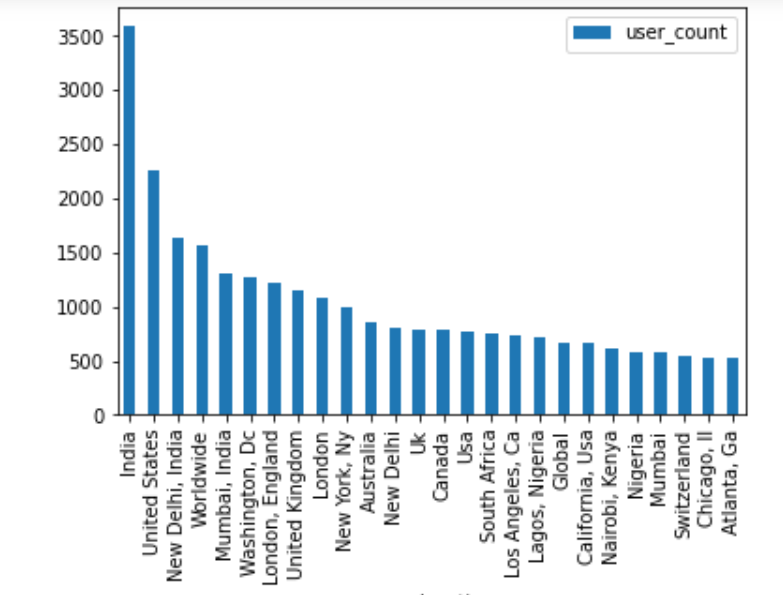 user_count
3500
3000
2500
2000
1500
1000
500
0
India
United States
New Delhi, India
Worldwide
Mumbai, India
Washington, Dc
London, England
United Kingdom
London
New York, Ny
Australia
New Delhi
Uk
Canada
Usa
South Africa
Los Angeles, Ca
Lagos, Nigeria
Global
California, Usa
Nairobi, Kenya
Nigeria
Mumbai
Switzerland
Chicago, Il
Atlanta, Ga